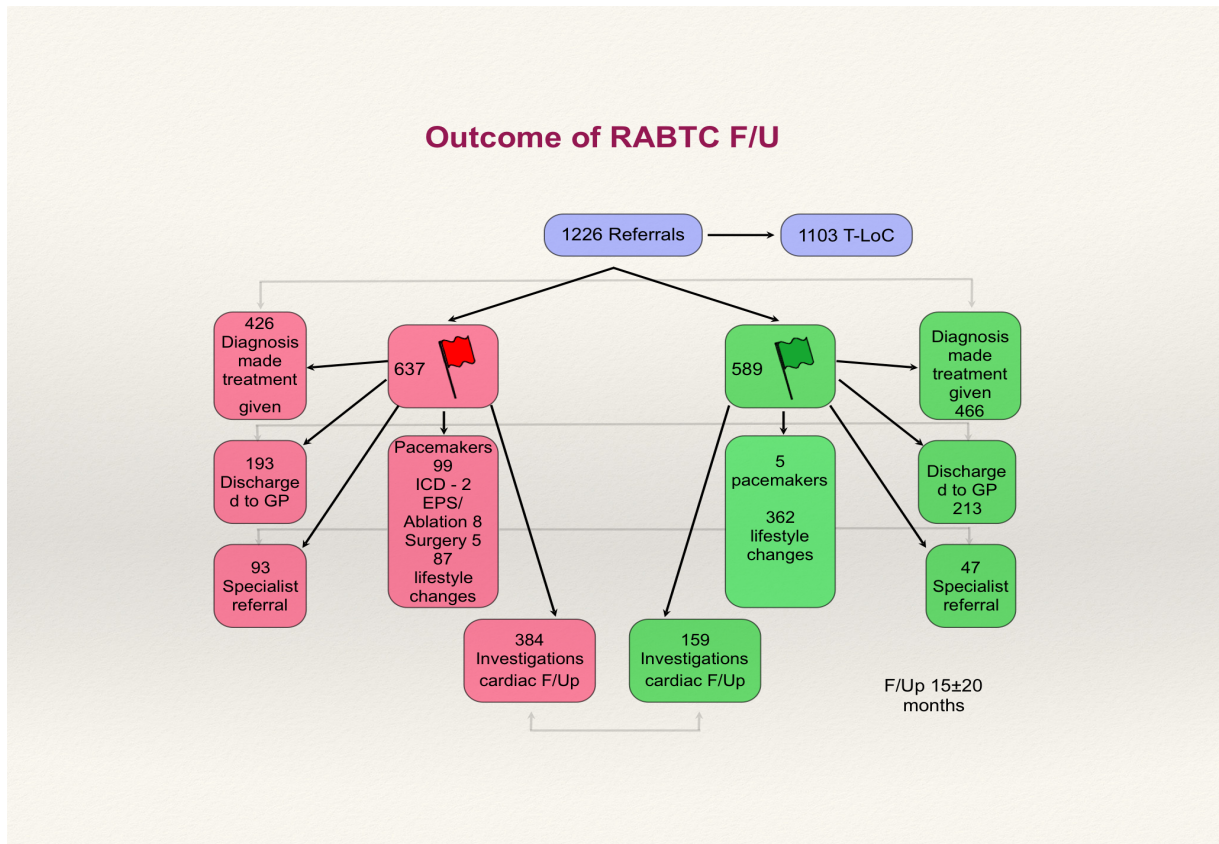 Outcome of RABTC F/U
1226 Referrals
1103 T-LoC
426
Diagnosis
made
treatment
given
637
589
Diagnosis
made
treatment
given
466
193
Discharge
d to GP
Pacemakers
99
ICD - 2
EPS/
Ablation 8
Surgery 5
87
lifestyle
changes
5
pacemakers
362
lifestyle
changes
Discharge
d to GP
213
93
Specialist
referral
47
Specialist
referral
384
Investigations
cardiac F/Up
159
Investigations
cardiac F/Up
F/Up 15±20
months